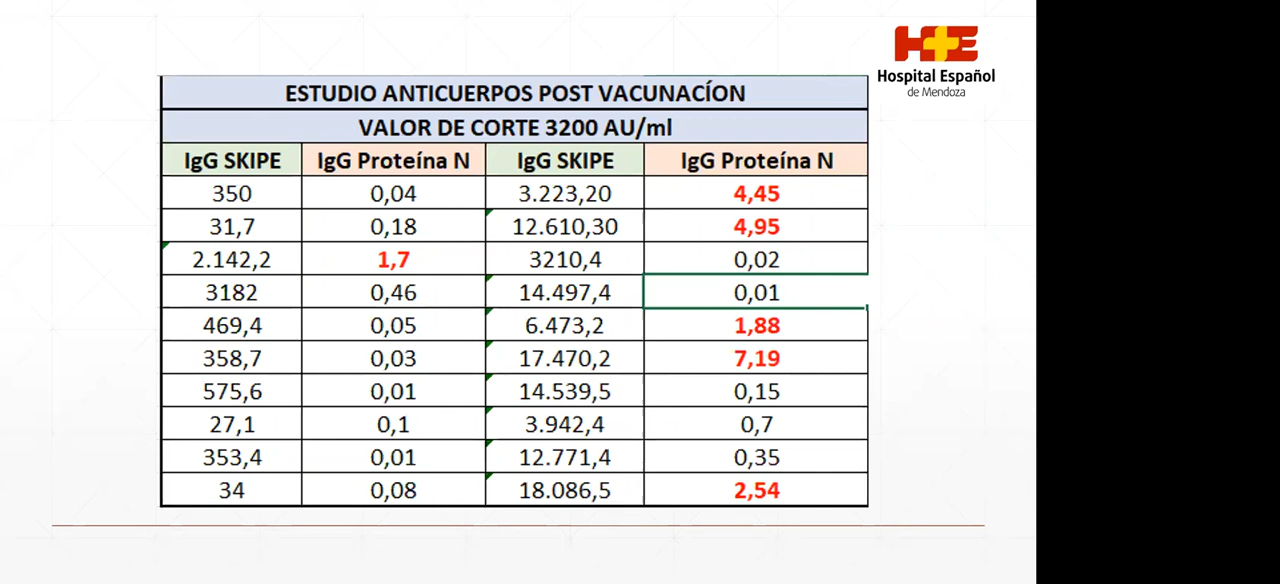 Hospital Español
de Mendoza
ESTUDIO ANTICUERPOS POST VACUNACÍON
VALOR DE CORTE 3200 AU/ml
IgG SKIPE IgG Proteína N IgG SKIPE IgG Proteína N
350 0,04 3.223,20 4,45
31,7 0,18 12.610,30 4,95
2.142,2 1,7 3210,4 0,02
3182 0,46 14.497,4 0,01
469,4 0,05 6.473,2 1,88
358,7 0,03 17.470,2 7,19
575,6 0,01 14.539,5 0,15
27,1 0,1 3.942,4 0,7
353,4 0,01 12.771,4 0,35
34 0,08 18.086,5 2,54